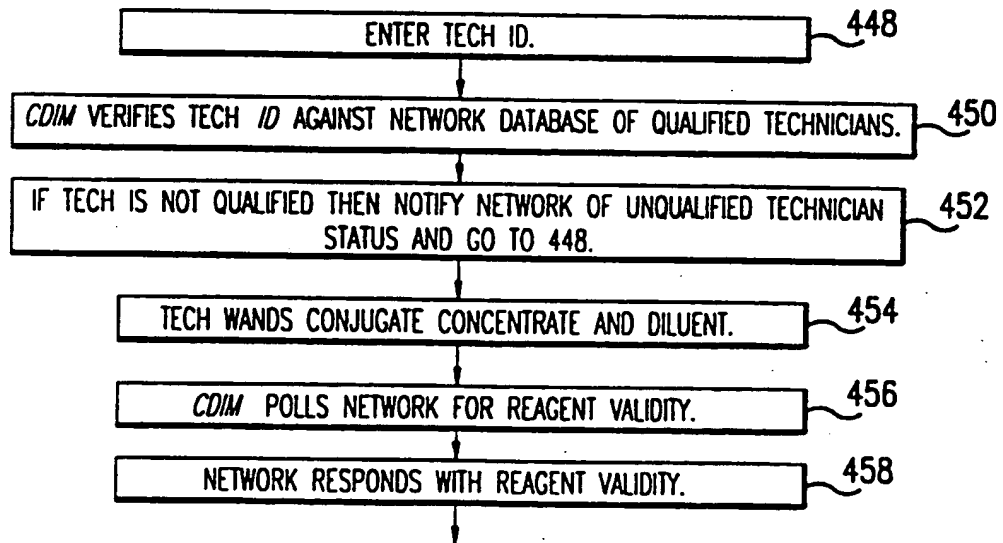 ENTER TECH ID.
448
CDIM VERIFIES TECH ID AGAINST NETWORK DATABASE OF QUALIFIED TECHNICIANS.
450
IF TECH IS NOT QUALIFIED THEN NOTIFY NETWORK OF UNQUALIFIED TECHNICIAN
STATUS AND GO TO 448.
452
TECH WANDS CONJUGATE CONCENTRATE AND DILUENT.
454
CDIM POLLS NETWORK FOR REAGENT VALIDITY.
456
NETWORK RESPONDS WITH REAGENT VALIDITY.
458